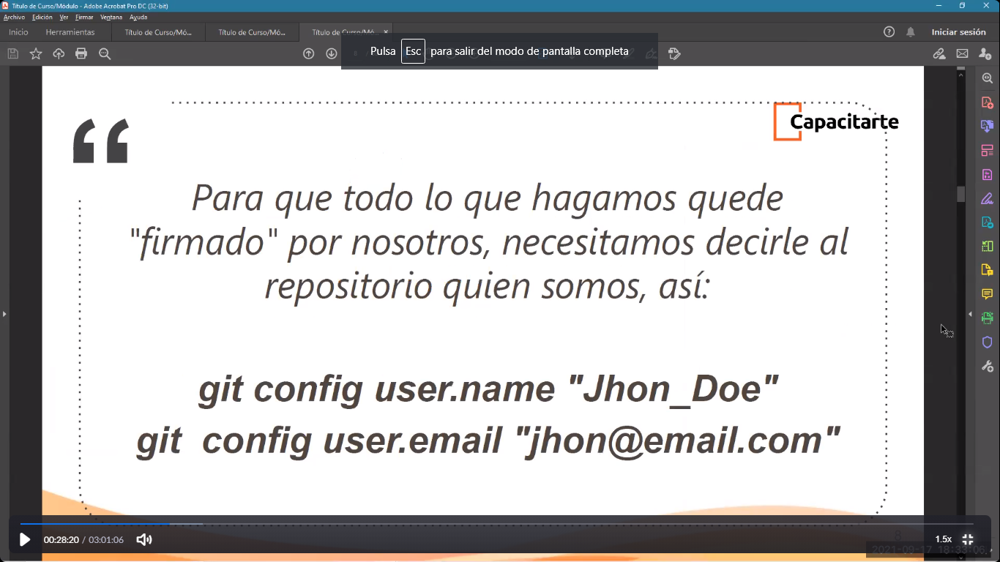 Título de Curso/Módulo - Adobe Acrobat Pro DC (32-bit)
Archivo Edición Ver Firmar Ventana Ayuda
Inicio Herramientas Título de Curso/Mó... Título de Curso/Mó... Título de Curso/Mó... × Iniciar sesión
Pulsa Esc para salir del modo de pantalla completa
Capacitarte
Para que todo lo que hagamos quede
"firmado" por nosotros, necesitamos decirle al
repositorio quien somos, así:
git config user.name "Jhon_Doe"
git config user.email "jhon@email.com"
8
00:28:20 / 03:01:06 1.5x
2021-09-17 18:33:06